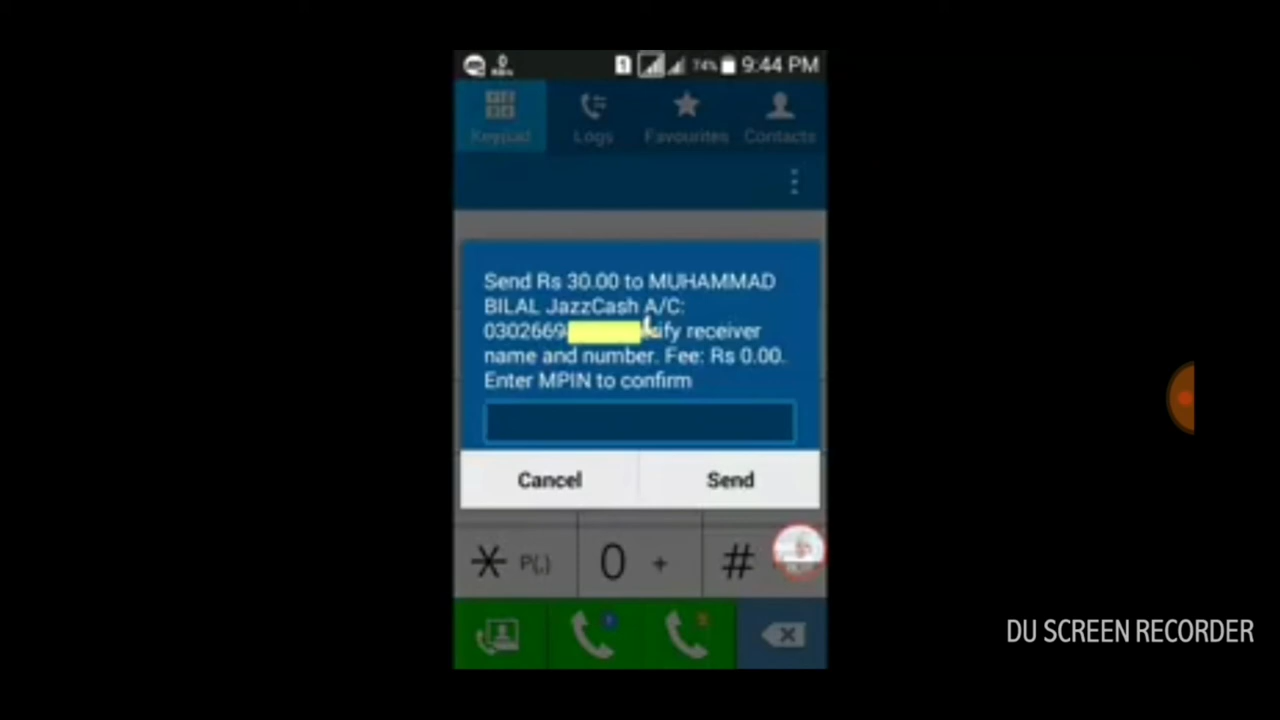 9:44 PM
74%
Keypad
Logs
Favourites
Contacts
Send Rs 30.00 to MUHAMMAD
BILAL JazzCash A/C:
0302669 receiver
name and number. Fee: Rs 0.00.
Enter MPIN to confirm
Cancel
Send
P(,)
0 +
#
DU SCREEN RECORDER